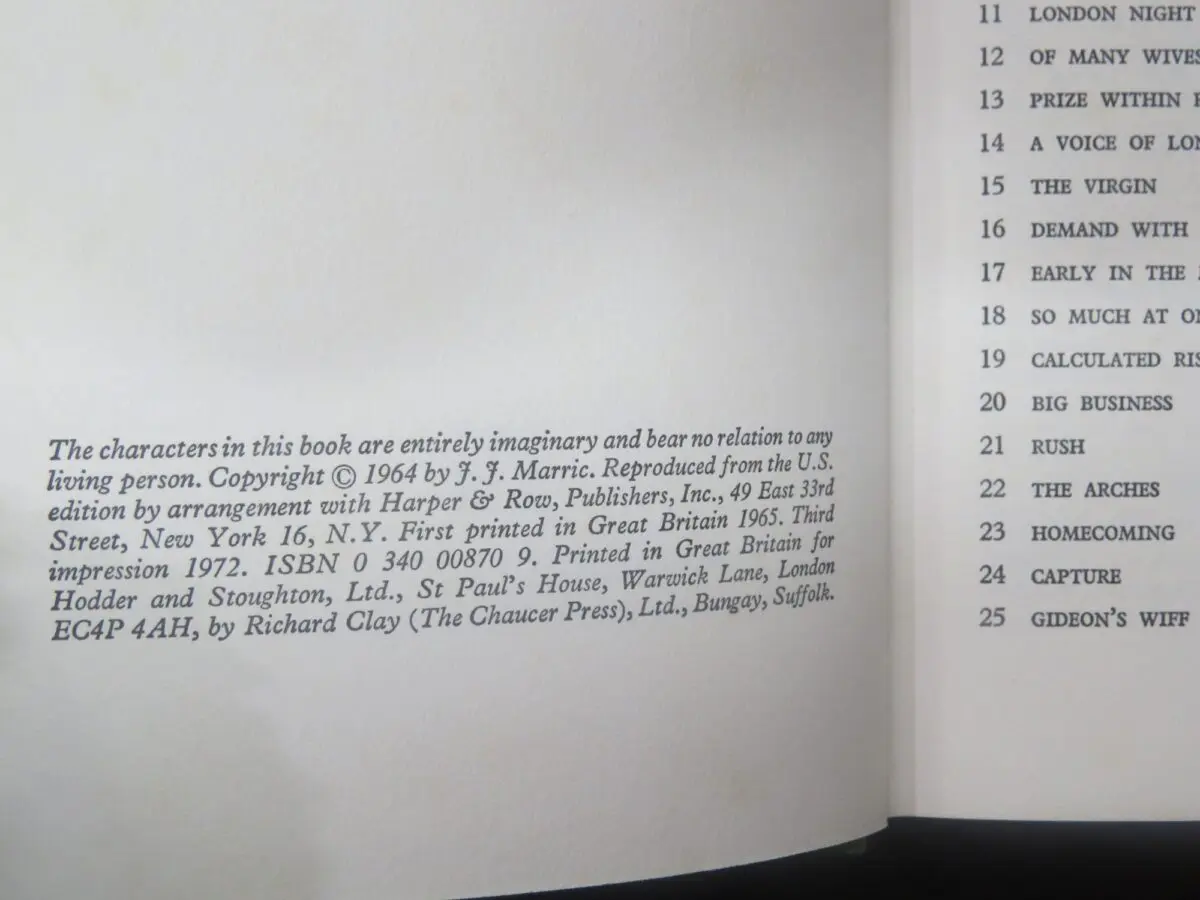 The characters in this book are entirely imaginary and bear no relation to any
living person. Copyright © 1964 by J. J. Marric. Reproduced from the U.S.
edition by arrangement with Harper & Row, Publishers, Inc., 49 East 33rd
Street, New York 16, N.Y. First printed in Great Britain 1965. Third
impression 1972. ISBN 0 340 00870 9. Printed in Great Britain for
Hodder and Stoughton, Ltd., St Paul's House, Warwick Lane, London
EC4P 4AH, by Richard Clay (The Chaucer Press), Ltd., Bungay, Suffolk.
11 LONDON NIGHT
12 OF MANY WIVES
13 PRIZE WITHIN
14 A VOICE OF
15 THE VIRGIN
16 DEMAND WITH
17 EARLY IN THE
18 SO MUCH AT
19 CALCULATED
20 BIG BUSINESS
21 RUSH
22 THE ARCHES
23 HOMECOMING
24 CAPTURE
25 GIDEON'S WIFF